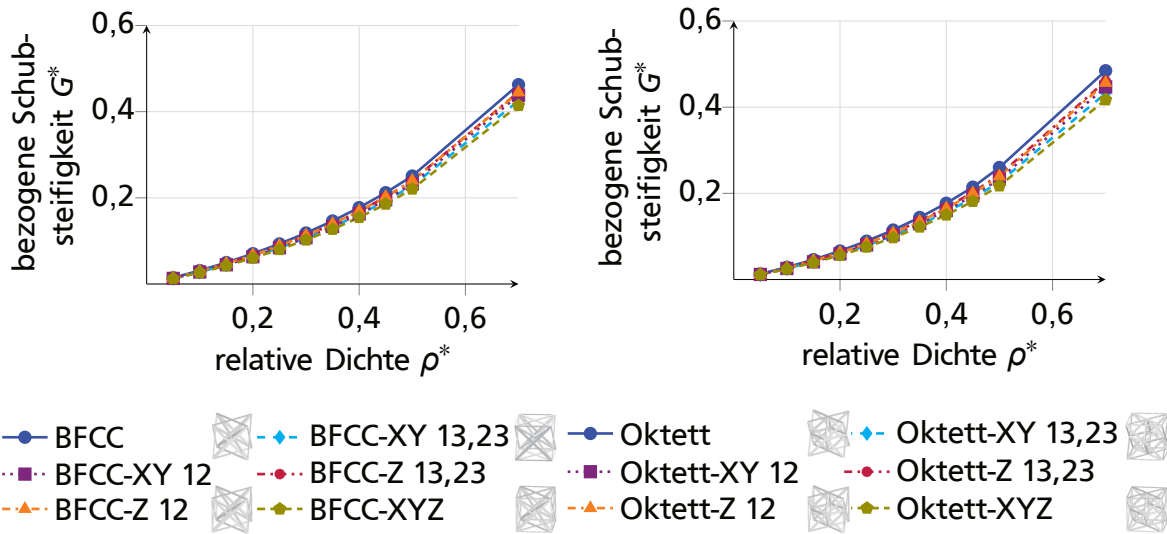 bezogene Schub-
steifigkeit G*
0,6
0,4
0,2
0,2
0,4
0,6
relative Dichte ρ*
bezogene Schub-
steifigkeit G*
0,6
0,4
0,2
0,2
0,4
0,6
relative Dichte ρ*
BFCC
BFCC-XY 13,23
BFCC-XY 12
BFCC-Z 13,23
BFCC-Z 12
BFCC-XYZ
Oktett
Oktett-XY 13,23
Oktett-XY 12
Oktett-Z 13,23
Oktett-Z 12
Oktett-XYZ